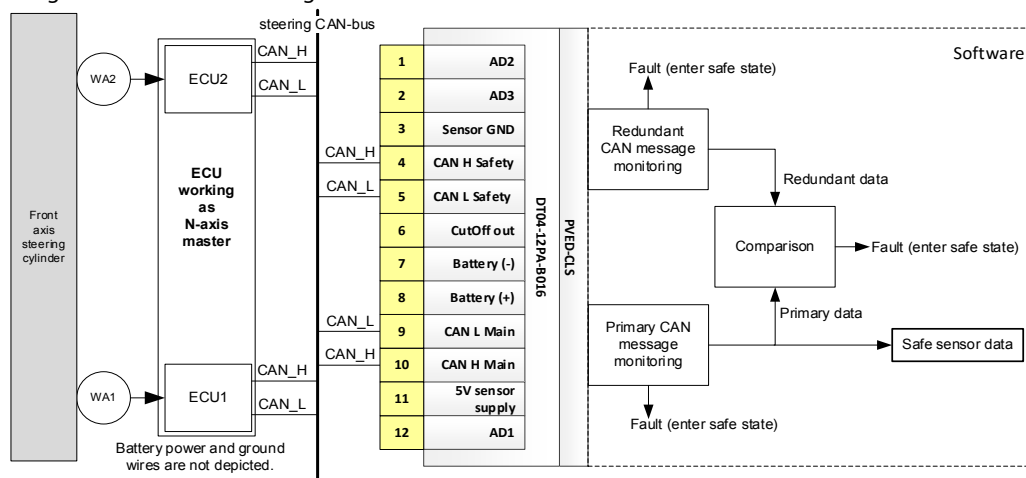 steering CAN-bus
Software
WA2
ECU2
CAN_H
CAN_L
ECU
working
as
N-axis
master
Front
axis
steering
cylinder
WA1
ECU1
CAN_H
CAN_L
Battery power and ground
wires are not depicted.
CAN_H
CAN_L
CAN_L
CAN_H
1 AD2
2 AD3
3 Sensor GND
4 CAN H Safety
5 CAN L Safety
6 CutOff out
7 Battery (-)
8 Battery (+)
9 CAN L Main
10 CAN H Main
11 5V sensor
supply
12 AD1
DT04-12PA-B016
PVED-CLS
Fault (enter safe state)
Redundant
CAN message
monitoring
Redundant data
Comparison
Fault (enter safe state)
Primary data
Primary CAN
message
monitoring
Safe sensor data
Fault (enter safe state)